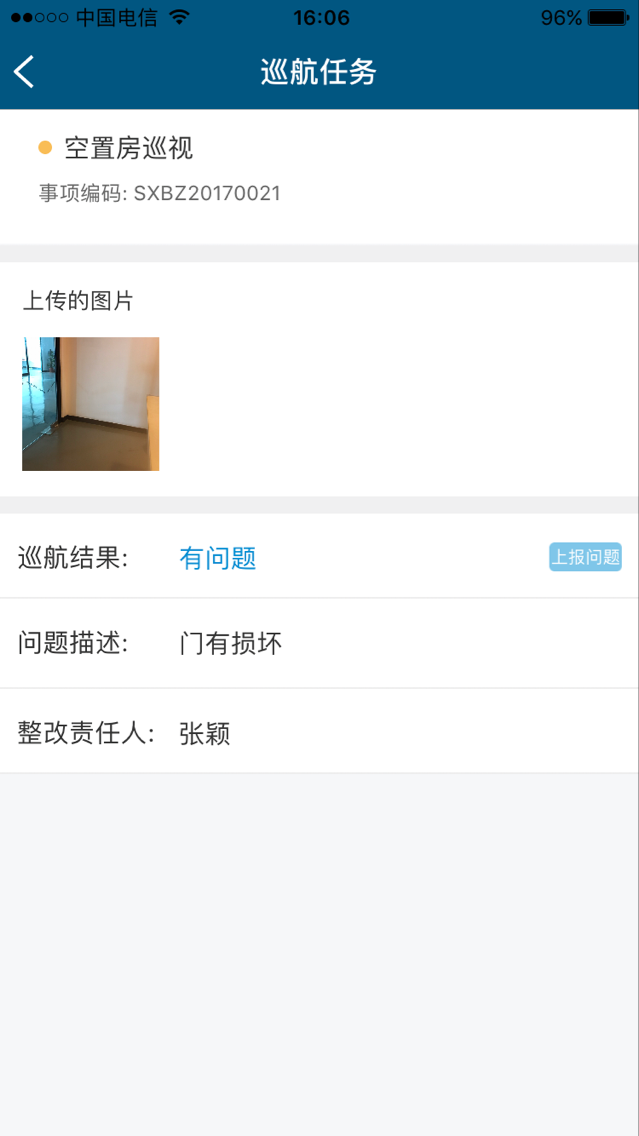 中国电信 16:06 96%
巡航任务
空置房巡视
事项编码: SXBZ20170021
上传的图片
巡航结果: 有问题 上报问题
问题描述: 门有损坏
整改责任人: 张颖